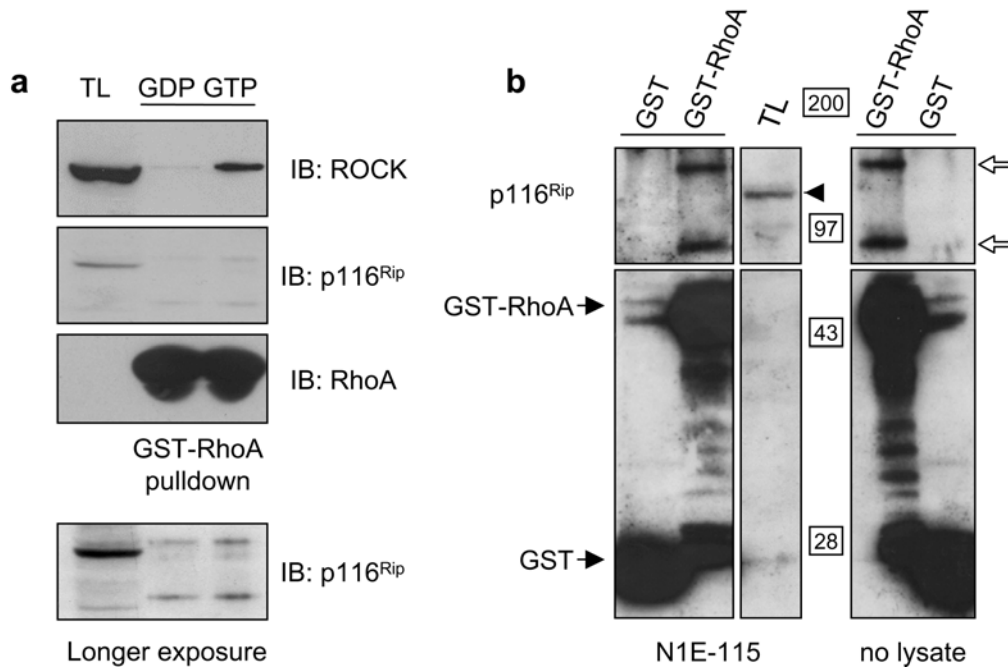 a
TL GDP GTP
IB: ROCK
IB: p116Rip
IB: RhoA
GST-RhoA
pulldown
IB: p116Rip
Longer exposure
b
GST GST-RhoA TL 200 GST-RhoA GST
p116Rip
97
GST-RhoA
43
28
GST
N1E-115 no lysate